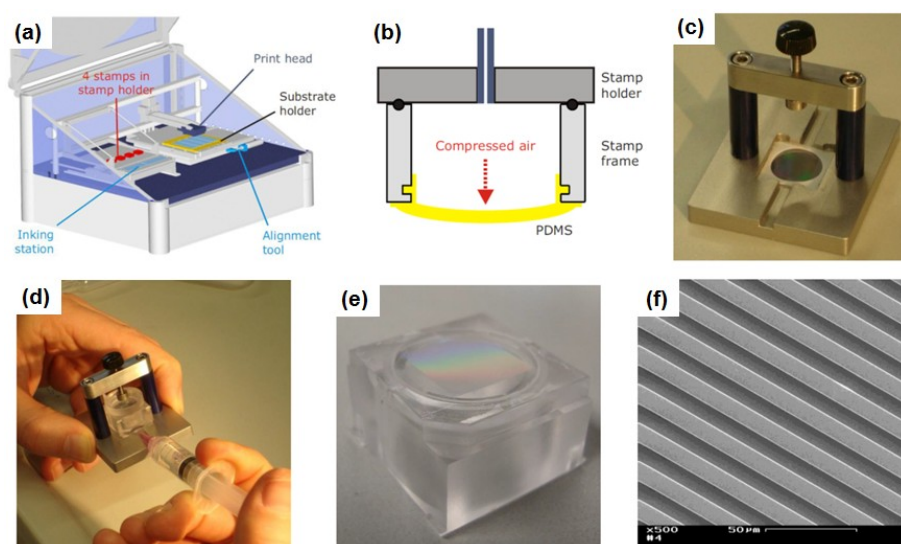 (a)
Print head
4 stamps in
stamp holder
Substrate
holder
Inking
station
Alignment
tool
(b)
Stamp
holder
Compressed air
Stamp
frame
PDMS
(c)
(d)
(e)
(f)
x500
50µm
#4